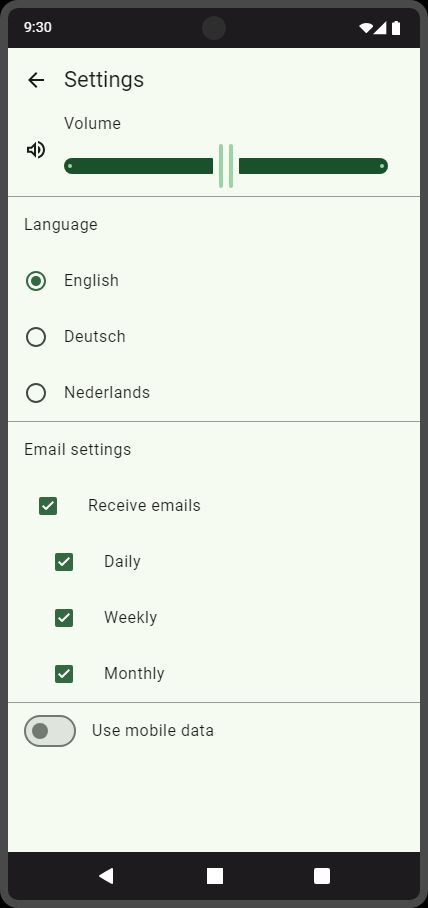 9:30
Settings
Volume
Language
English
Deutsch
Nederlands
Email settings
Receive emails
Daily
Weekly
Monthly
Use mobile data